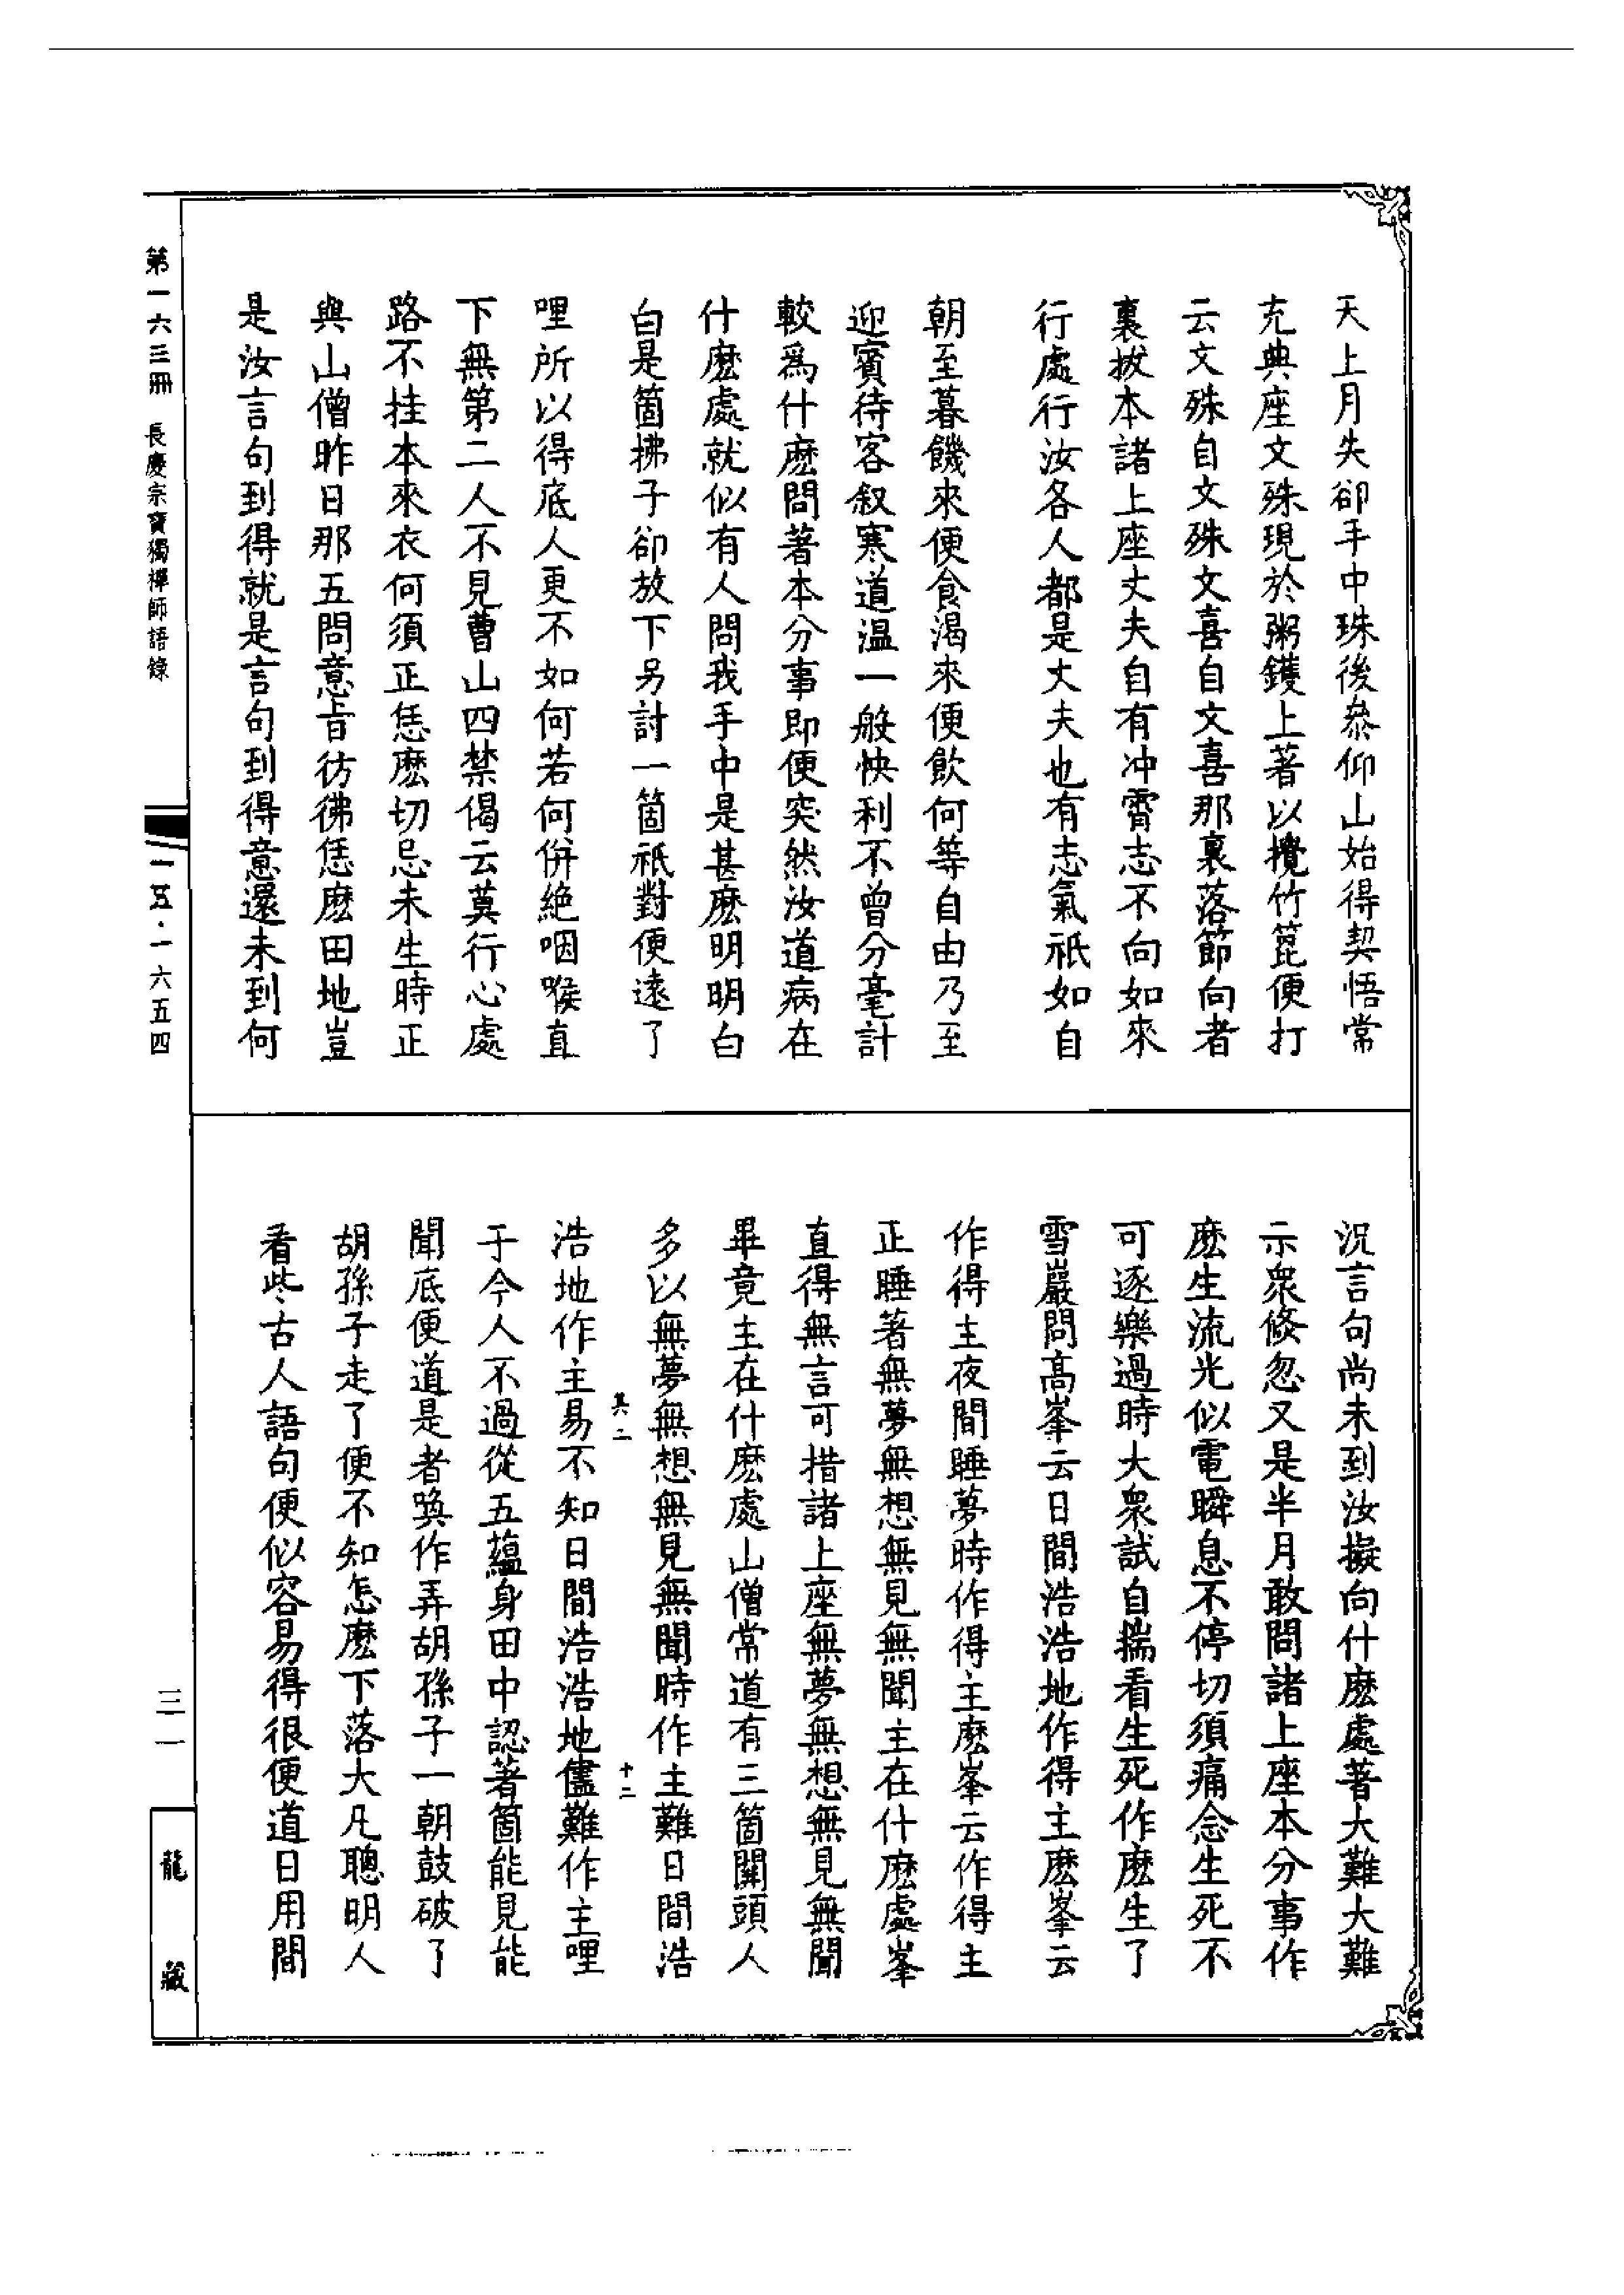 天上月失卻手中珠後叅仰山始得契悟常
充典座文殊現於粥鑊上著以攪竹箆便打
云文殊自文殊文喜自文喜那裏落節向者
裏拔本諸上座丈夫自有冲霄志不向如來
行處行汝各人都是丈夫也有志氣祇如自
朝至暮饑來便食渴來便飲何等自由乃至
迎賓待客叙寒道温一般快利不曾分毫計
較爲什麽問著本分事即便突然汝道病在
什麽處就似有人問我手中是甚麽明明白
白是箇拂子卻放下另討一箇祇對便遠了
哩所以得底人更不如何若何併絶咽喉直
下無第二人不見曹山四禁偈云莫行心處
路不挂本來衣何須正恁麽切忌未生時正
與山僧昨日那五問意旨彷彿恁麽田地豈
是汝言句到得就是言句到得意還未到何
況言句尚未到汝擬向什麽處著大難大難
示衆倐忽又是半月敢問諸上座本分事作
麽生流光似電瞬息不停切須痛念生死不
可逐樂過時大衆試自揣看生死作麽生了
雪巖問高峯云日間浩浩地作得主麽峯云
作得主夜間睡夢時作得主麽峯云作得主
正睡著無夢無想無見無聞主在什麽處峯
直得無言可措諸上座無夢無想無見無聞
畢竟主在什麽處山僧常道有三箇關頭人
多以無夢無想無見無聞時作主難日間浩
其二
十二
浩地作主易不知日間浩浩地儘難作主哩
于今人不過從五蘊身田中認著箇能見能
聞底便道是者喚作弄胡孫子一朝鼓破了
胡孫子走了便不知怎麽下落大凡聰明人
看些古人語句便似容易得很便道日用間
第一六三冊　長慶宗寶獨禪師語錄
一五·一六五四
三一
龍藏